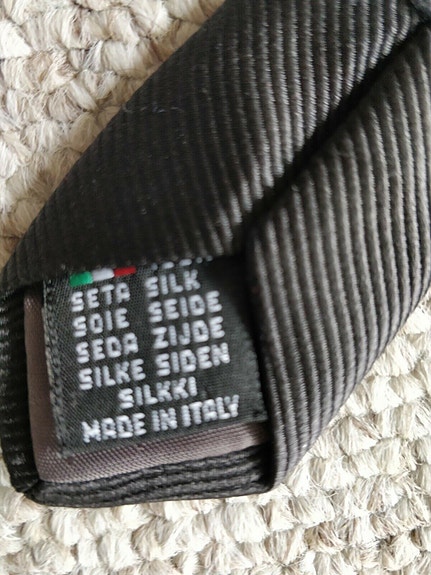 SETA SILK
SOIE SEIDE
SEDA ZIJDE
SILKE SIDEN
SILKKI
MADE IN ITALY